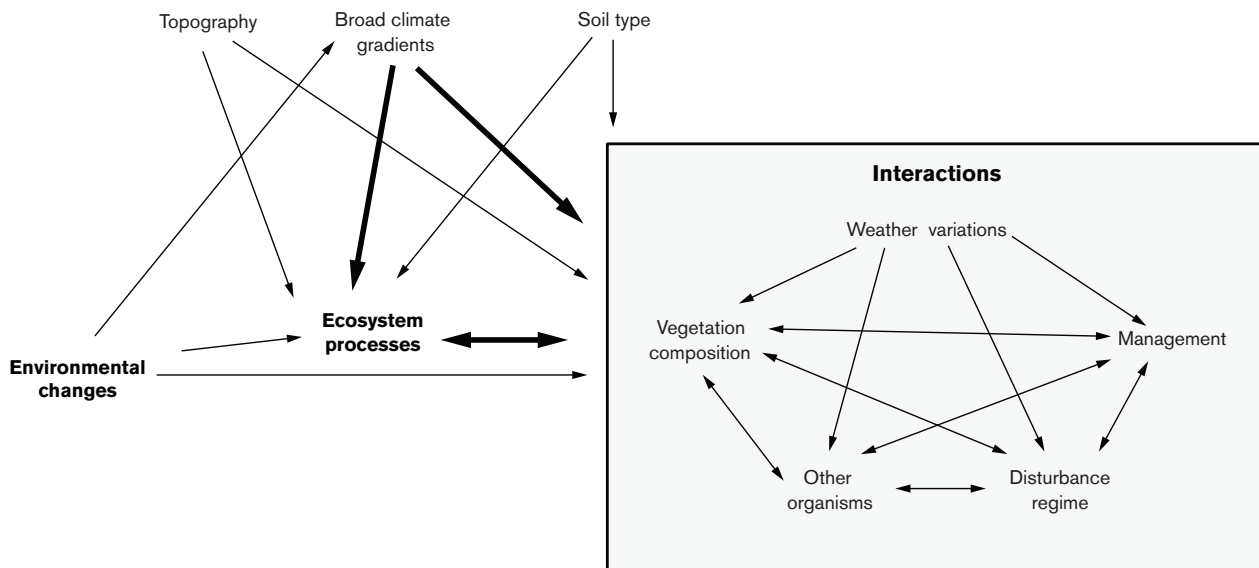 Topography
Broad climate
gradients
Soil type
Interactions
Weather variations
Vegetation
composition
Management
Ecosystem
processes
Environmental
changes
Other
organisms
Disturbance
regime